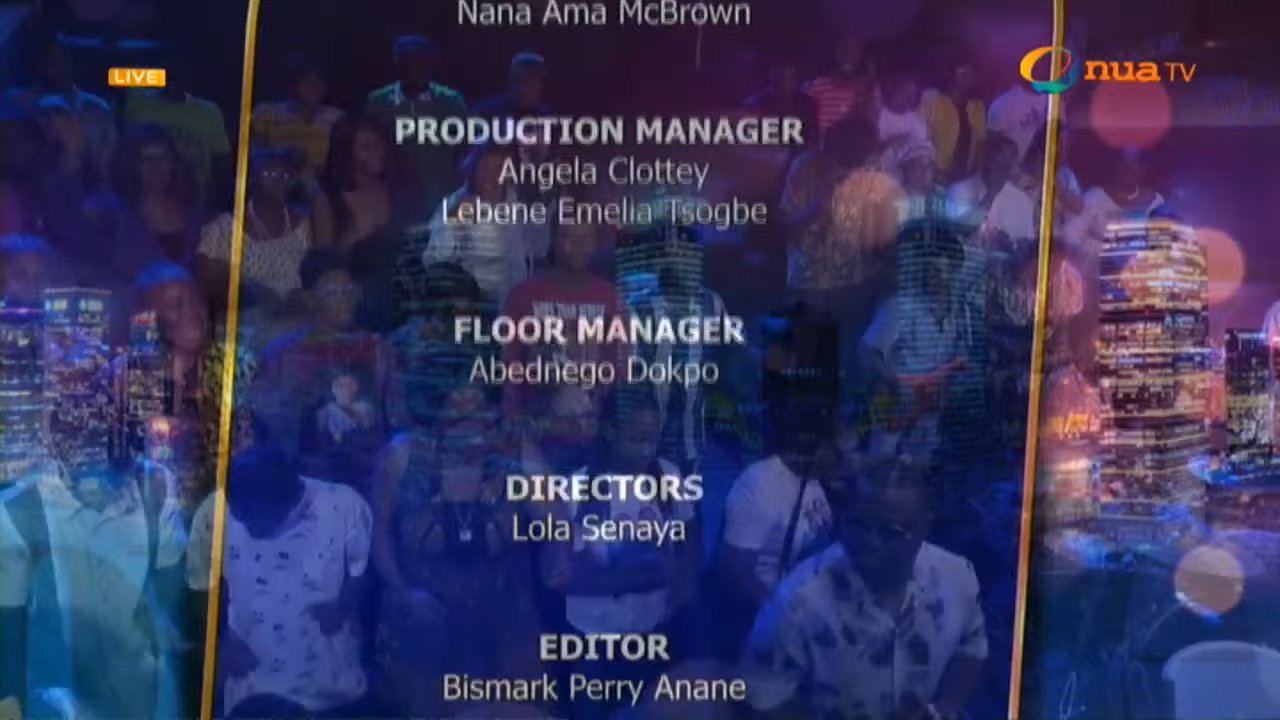 Nana Ama McBrown
LIVE
Onua TV
PRODUCTION MANAGER
Angela Clottey
Lebene Emelia Tsogbe
FLOOR MANAGER
Abednego Dokpo
DIRECTORS
Lola Senaya
EDITOR
Bismark Perry Anane